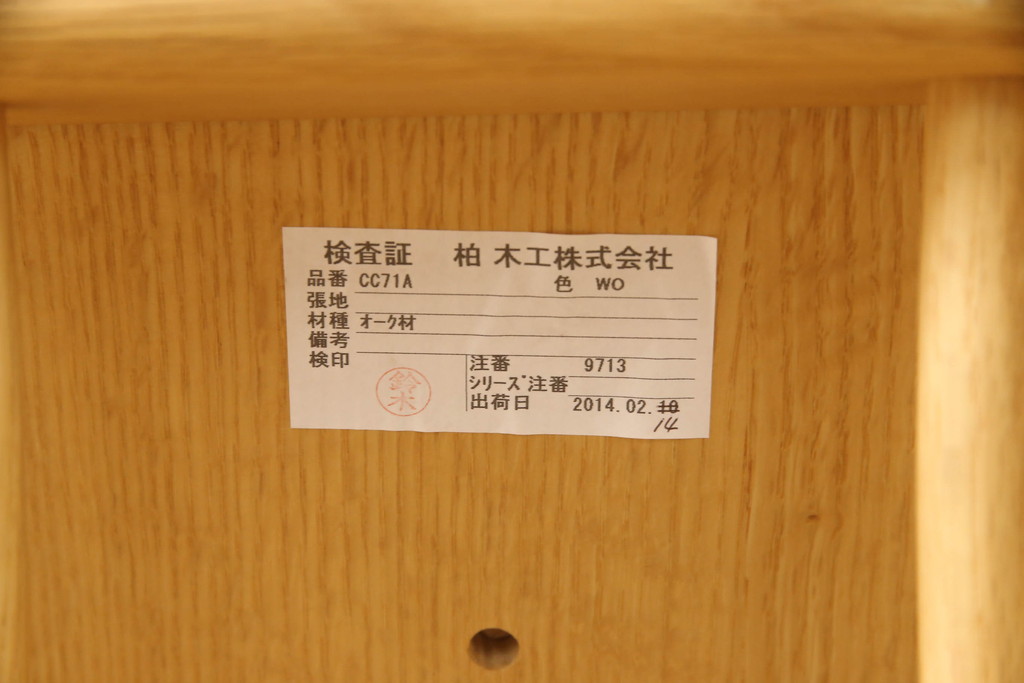 検査証 柏木工株式会社
品番 CC71A 色 WO
張地
材種 オーク材
備考
検印
鈴木
注番 9713
シリーズ注番
出荷日 2014.02.10
14